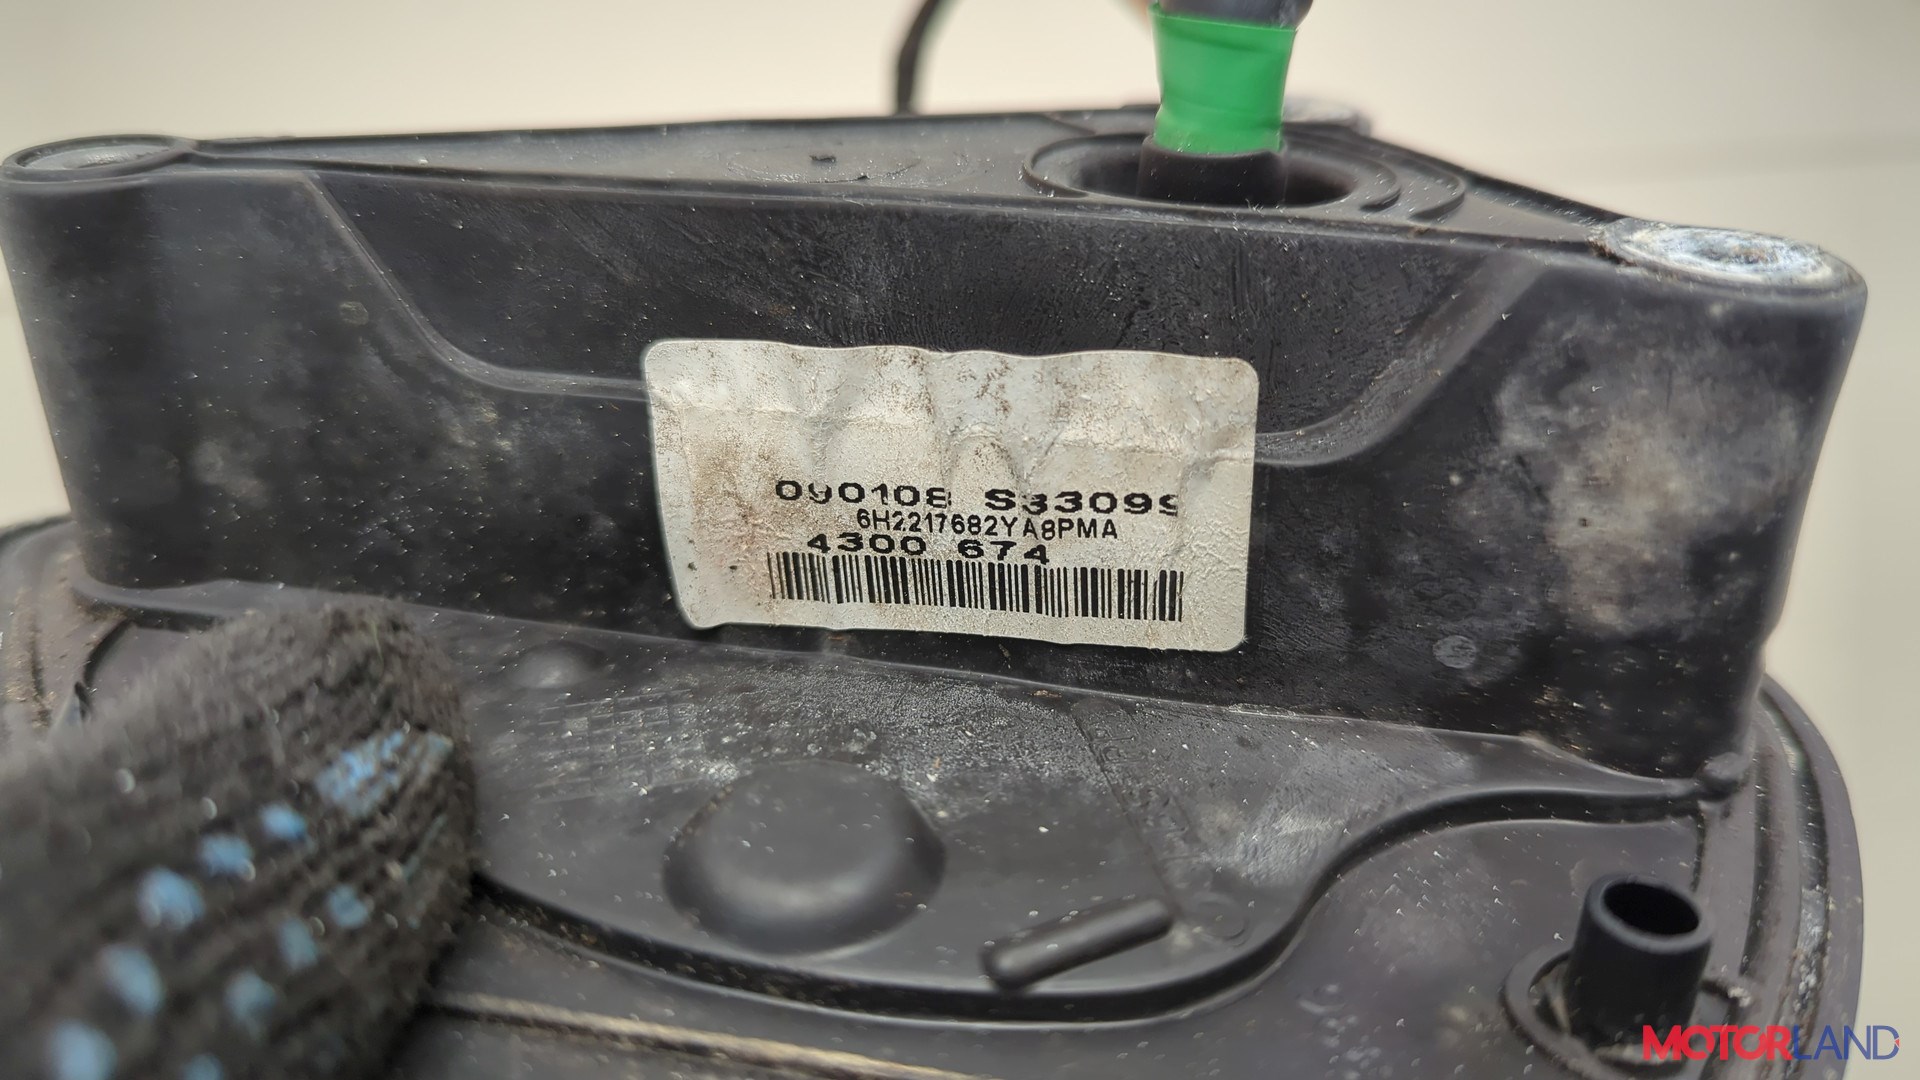 090108 S33099
6H2217682YA8PMA
4300 674
MOTORLAND